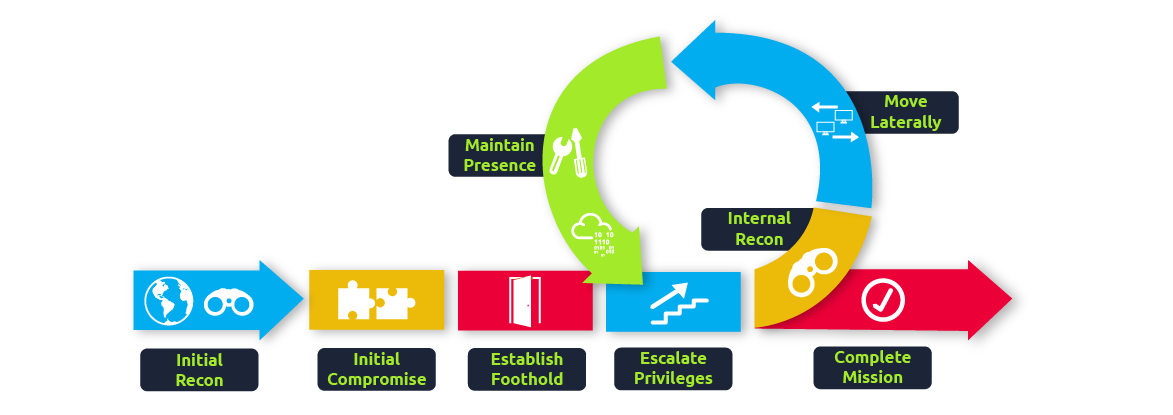 Move
Laterally
Maintain
Presence
Internal
Recon
10 10
1110
Initial
Recon
Initial
Compromise
Establish
Foothold
Escalate
Privileges
Complete
Mission